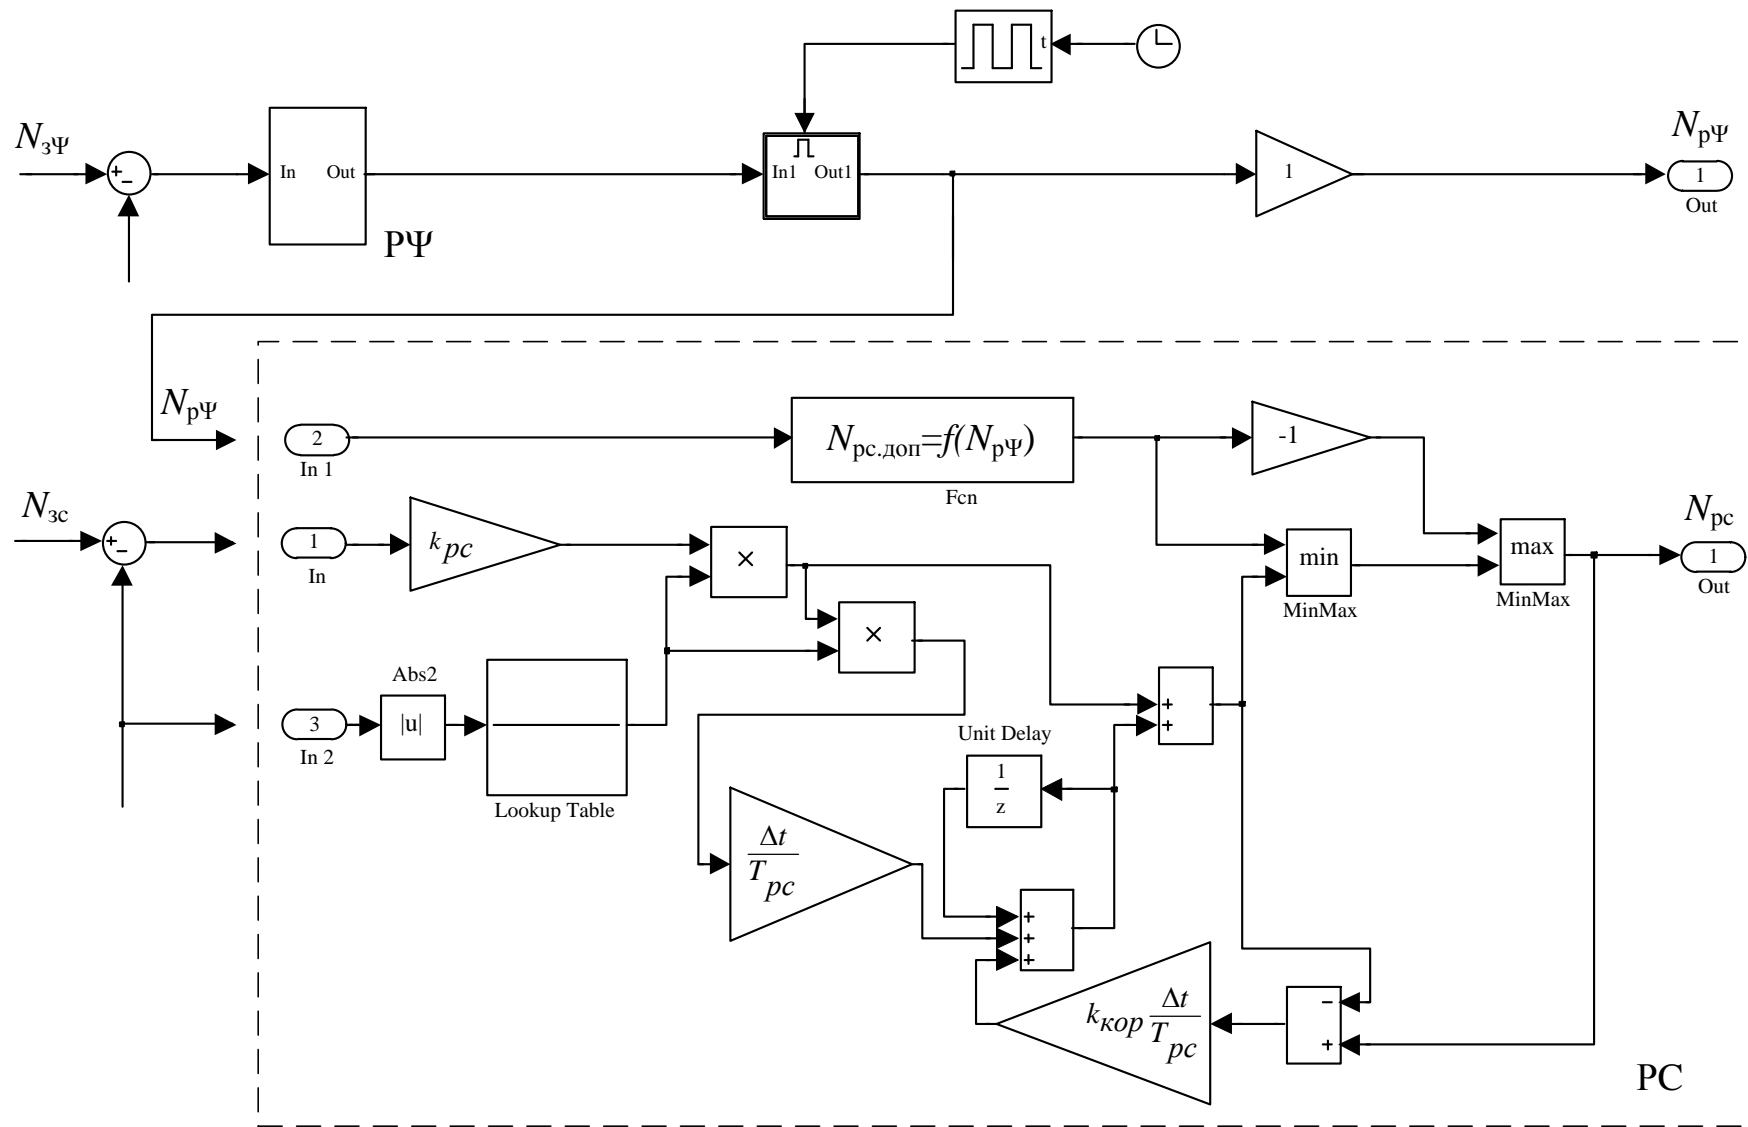 t
N_зΨ
+
−
In Out
РΨ
In1 Out1
1
N_рΨ
1
Out
N_рΨ
2
In 1
N_рс.доп=f(N_рΨ)
Fcn
-1
N_зс
+
−
1
In
k_рс
×
×
min
MinMax
max
MinMax
N_рс
1
Out
Abs2
3
In 2
|u|
Lookup Table
+
+
Unit Delay
1
z
Δt
T_рс
+
+
+
k_кор Δt
T_рс
−
+
РС